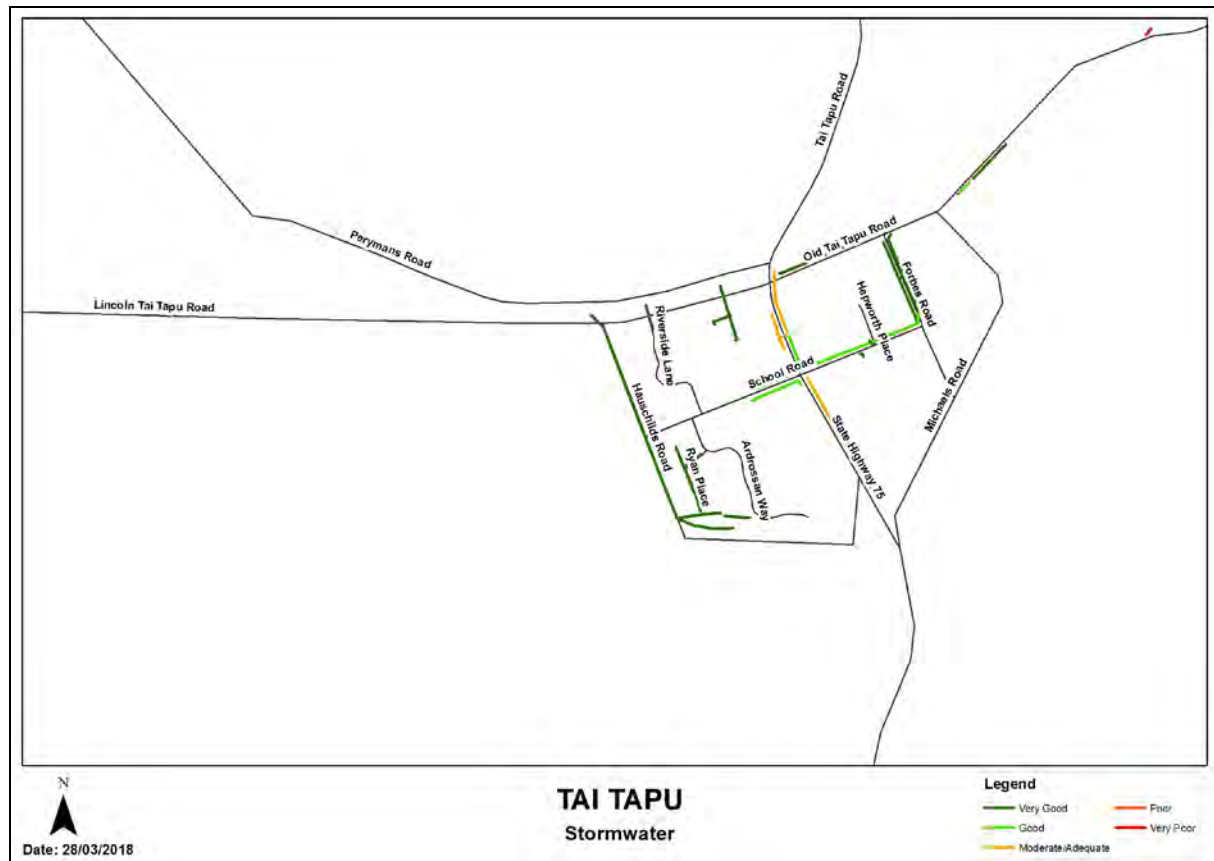 Tai Tapu Road
Old Tai Tapu Road
Perymans Road
Lincoln Tai Tapu Road
Forbes Road
Hepworth Place
Riverside Lane
School Road
Michaels Road
Hauschilds Road
State Highway 75
Ryan Place
Ardrossan Way
N
TAI TAPU
Stormwater
Date: 28/03/2018
Legend
Very Good
Good
Moderate/Adequate
Poor
Very Poor